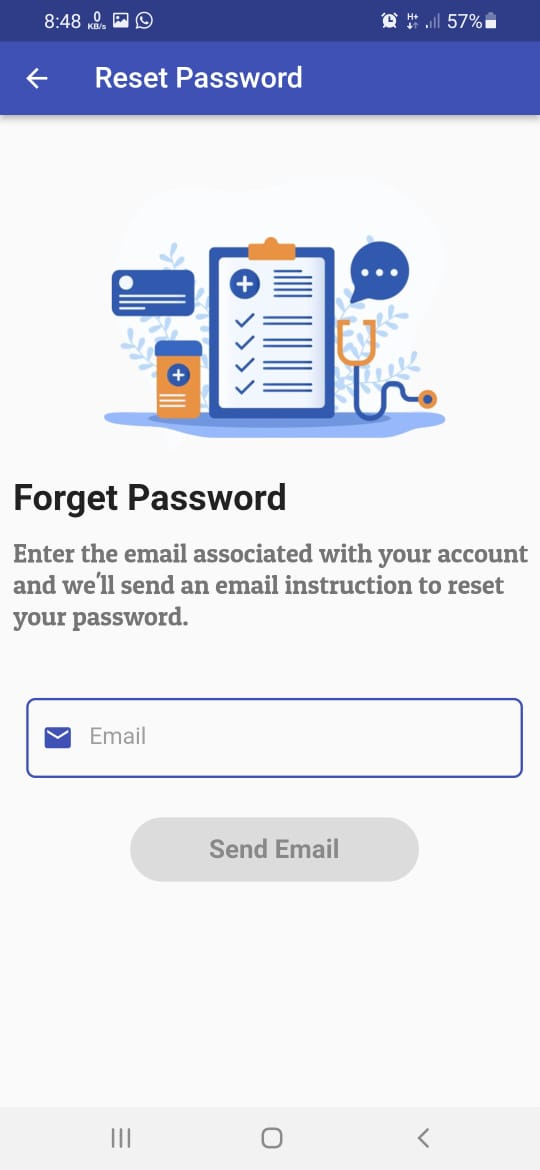 8:48 0 KB/s H+ 57%
Reset Password
Forget Password
Enter the email associated with your account
and we'll send an email instruction to reset
your password.
Email
Send Email